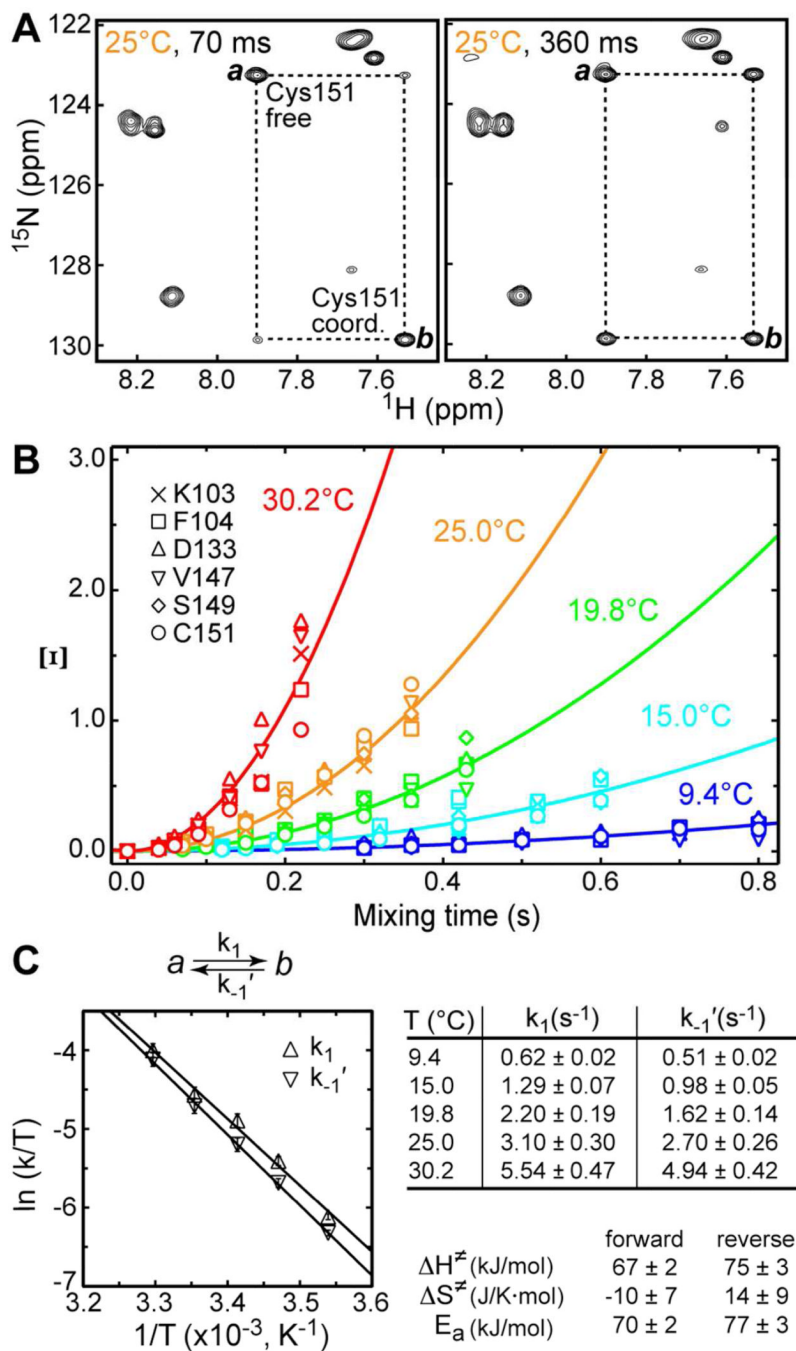 A
25°C, 70 ms
25°C, 360 ms
a
a
Cys151
free
Cys151
coord.
b
b
122
124
126
128
130
15N
(ppm)
8.2 8.0 7.8 7.6
8.2 8.0 7.8 7.6
1H (ppm)
B
3.0
2.0
1.0
0.0
Ξ
K103
F104
D133
V147
S149
C151
30.2°C
25.0°C
19.8°C
15.0°C
9.4°C
0.0 0.2 0.4 0.6 0.8
Mixing time (s)
C
a k1 k-1' b
k1
k-1'
-4
-5
-6
-7
ln (k/T)
3.2 3.3 3.4 3.5 3.6
1/T (x10-3, K-1)
T (°C) k1(s-1) k-1'(s-1)
9.4 0.62 ± 0.02 0.51 ± 0.02
15.0 1.29 ± 0.07 0.98 ± 0.05
19.8 2.20 ± 0.19 1.62 ± 0.14
25.0 3.10 ± 0.30 2.70 ± 0.26
30.2 5.54 ± 0.47 4.94 ± 0.42
forward reverse
ΔH≠ (kJ/mol) 67 ± 2 75 ± 3
ΔS≠ (J/K·mol) -10 ± 7 14 ± 9
Ea (kJ/mol) 70 ± 2 77 ± 3